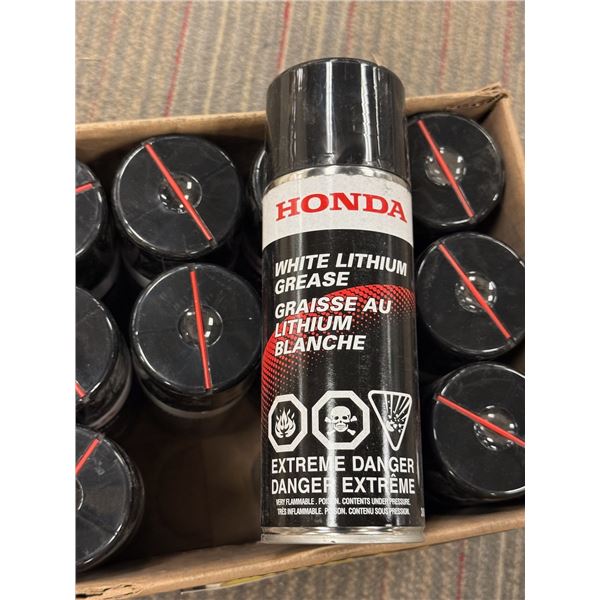 HONDA
WHITE LITHIUM
GREASE
GRAISSE AU
LITHIUM
BLANCHE
EXTREME DANGER
DANGER EXTRÊME
VERY FLAMMABLE. POISON. CONTENTS UNDER PRESSURE.
TRÈS INFLAMMABLE. POISON. CONTENU SOUS PRESSION.